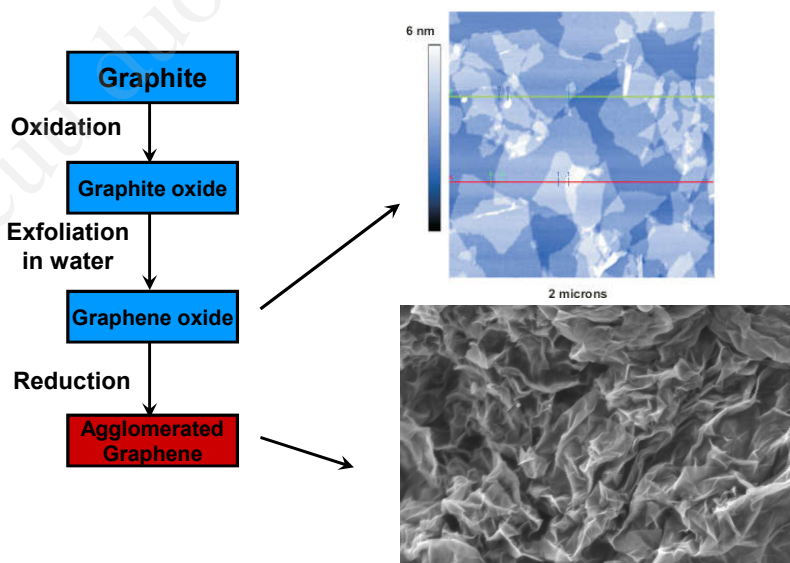 Graphite
Oxidation
Graphite oxide
Exfoliation
in water
Graphene oxide
Reduction
Agglomerated
Graphene
6 nm
2 microns